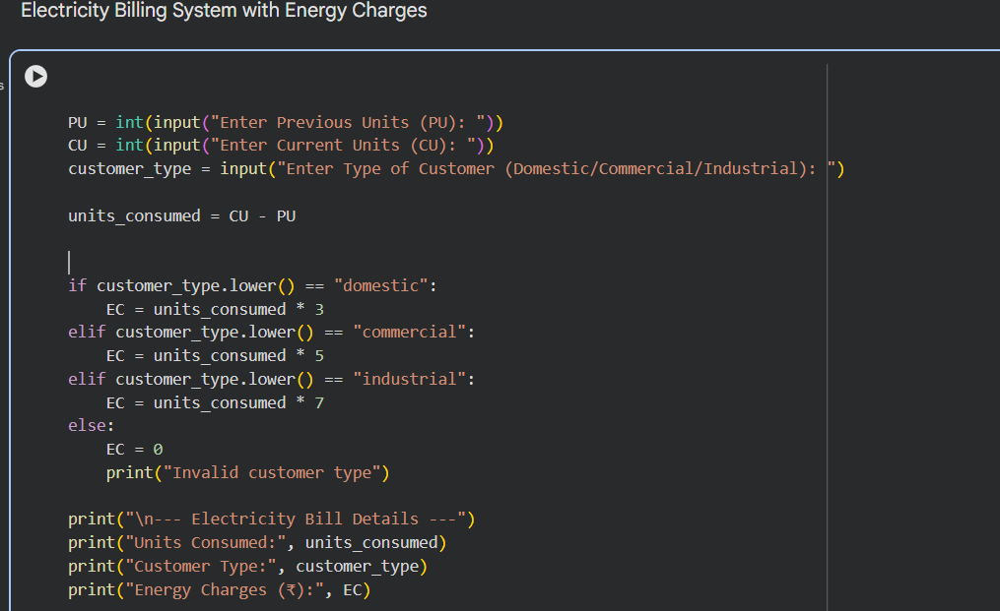 Electricity Billing System with Energy Charges
s
PU = int(input("Enter Previous Units (PU): "))
CU = int(input("Enter Current Units (CU): "))
customer_type = input("Enter Type of Customer (Domestic/Commercial/Industrial): ")
units_consumed = CU - PU
if customer_type.lower() == "domestic":
    EC = units_consumed * 3
elif customer_type.lower() == "commercial":
    EC = units_consumed * 5
elif customer_type.lower() == "industrial":
    EC = units_consumed * 7
else:
    EC = 0
    print("Invalid customer type")
print("\n--- Electricity Bill Details ---")
print("Units Consumed:", units_consumed)
print("Customer Type:", customer_type)
print("Energy Charges (₹):", EC)